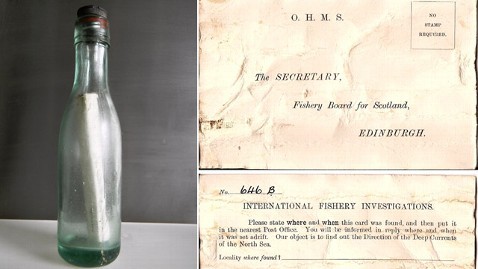 O. H. M. S.
NO
STAMP
REQUIRED.
The SECRETARY,
Fishery Board for Scotland,
EDINBURGH.
No. 646 B
INTERNATIONAL FISHERY INVESTIGATIONS.
Please state where and when this card was found, and then put it
in the nearest Post Office. You will be informed in reply where and when
it was set adrift. Our object is to find out the Direction of the Deep Currents
of the North Sea.
Locality where found